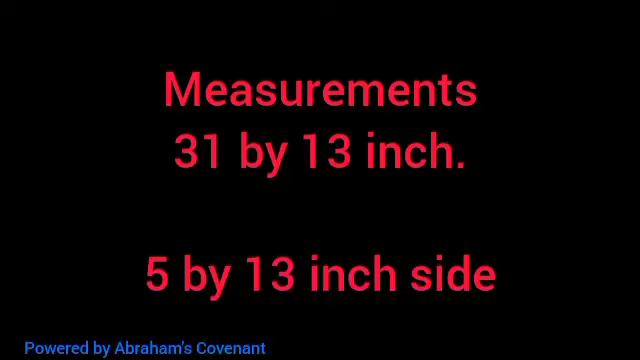 Measurements
31 by 13 inch.
5 by 13 inch side
Powered by Abraham's Covenant